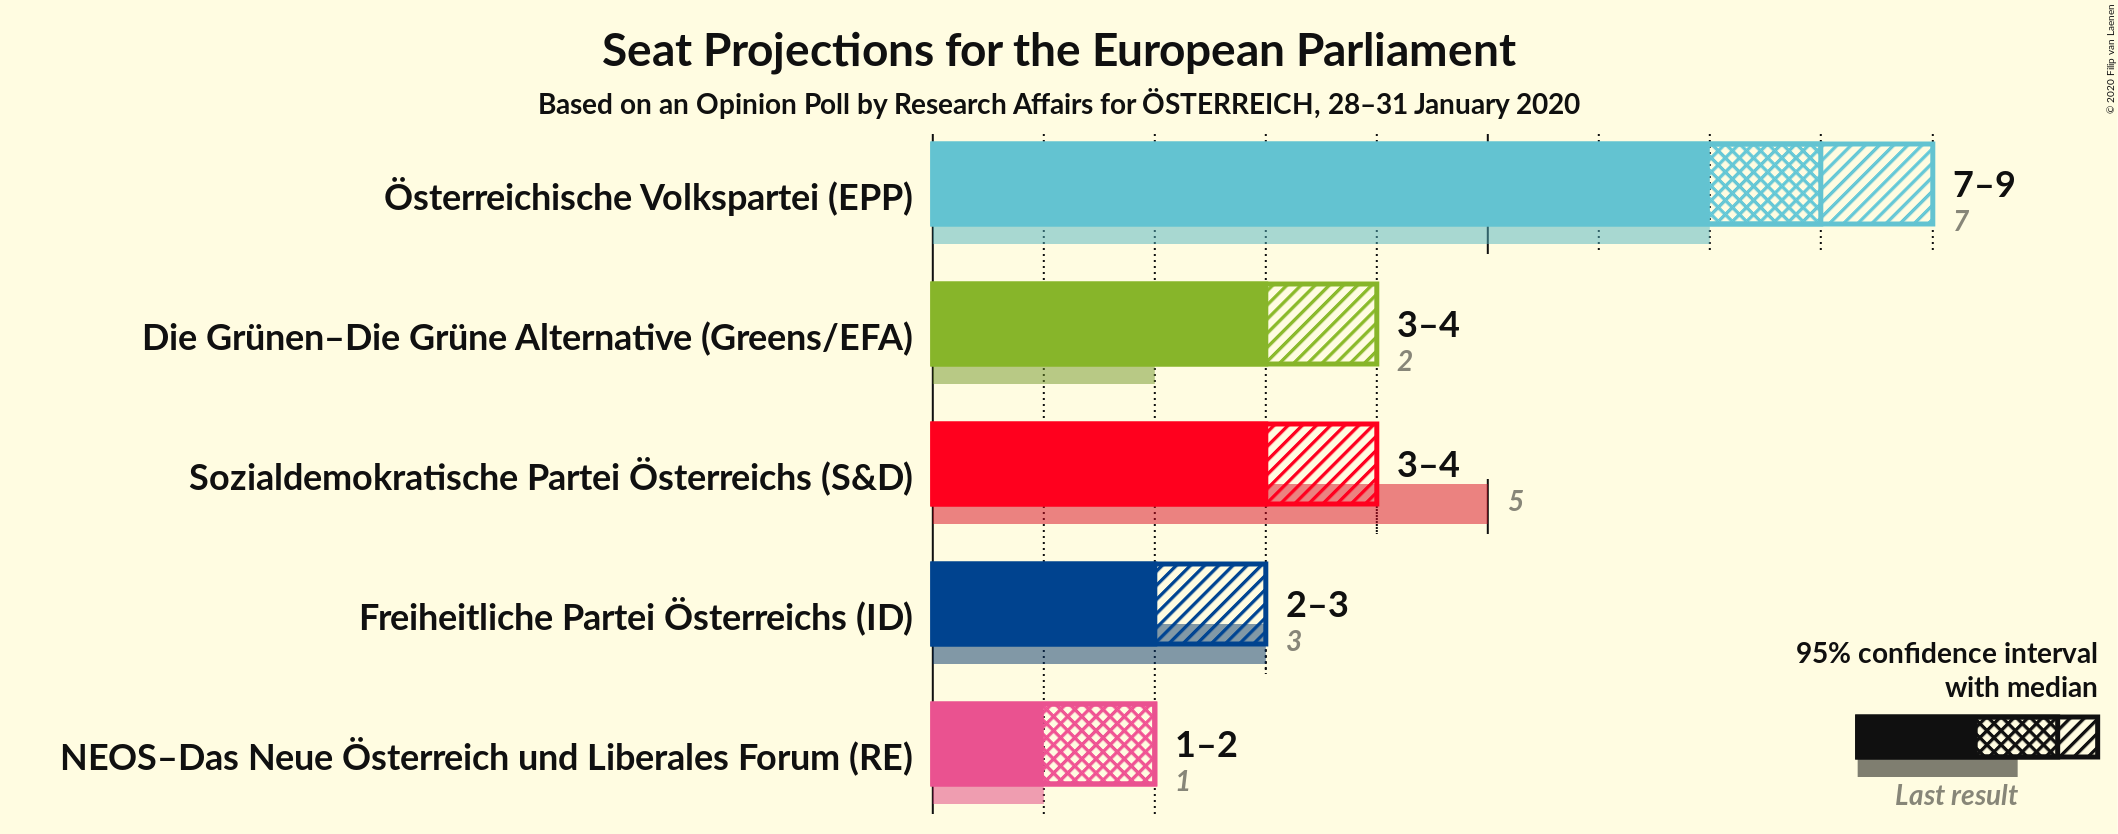 Seat Projections for the European Parliament
Based on an Opinion Poll by Research Affairs for ÖSTERREICH, 28–31 January 2020
© 2020 Filip van Laenen
Österreichische Volkspartei (EPP)
7–9
7
Die Grünen–Die Grüne Alternative (Greens/EFA)
3–4
2
Sozialdemokratische Partei Österreichs (S&D)
3–4
5
Freiheitliche Partei Österreichs (ID)
2–3
3
NEOS–Das Neue Österreich und Liberales Forum (RE)
1–2
1
95% confidence interval
with median
Last result